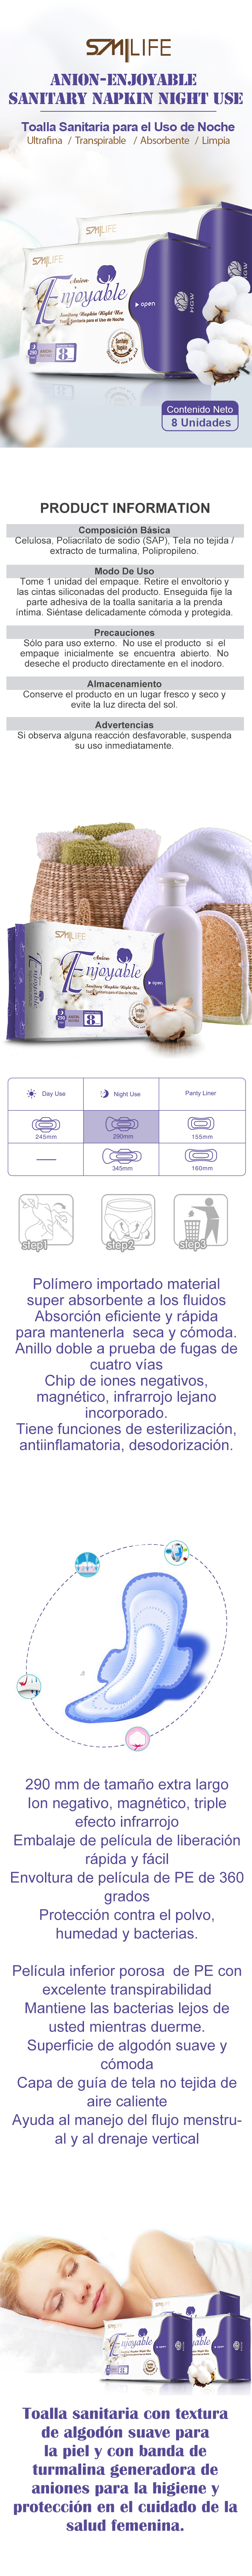 SMILIFE
ANION-ENJOYABLE
SANITARY NAPKIN NIGHT USE
Toalla Sanitaria para el Uso de Noche
Ultrafina / Transpirable / Absorbente / Limpia
SMILIFE
SMILIFE
Anion
Enjoyable
open
Sanitary Napkin Night Use
Toalla Sanitaria para el Uso de Noche
290
8
HGW
HGW
Contenido Neto
8 Unidades
PRODUCT INFORMATION
Composición Básica
Celulosa, Poliacrilato de sodio (SAP), Tela no tejida /
extracto de turmalina, Polipropileno.
Modo De Uso
Tome 1 unidad del empaque. Retire el envoltorio y
las cintas siliconadas del producto. Enseguida fije la
parte adhesiva de la toalla sanitaria a la prenda
íntima. Siéntase delicadamente cómoda y protegida.
Precauciones
Sólo para uso externo. No use el producto si el
empaque inicialmente se encuentra abierto. No
deseche el producto directamente en el inodoro.
Almacenamiento
Conserve el producto en un lugar fresco y seco y
evite la luz directa del sol.
Advertencias
Si observa alguna reacción desfavorable, suspenda
su uso inmediatamente.
SMILIFE
Anion
Enjoyable
open
Sanitary Napkin Night Use
Toalla Sanitaria para el Uso de Noche
290
8
Enjoyable
Day Use
Night Use
Panty Liner
245mm
290mm
155mm
345mm
160mm
step1
step2
step3
Polímero importado material
super absorbente a los fluidos
Absorción eficiente y rápida
para mantenerla seca y cómoda.
Anillo doble a prueba de fugas de
cuatro vías
Chip de iones negativos,
magnético, infrarrojo lejano
incorporado.
Tiene funciones de esterilización,
antiinflamatoria, desodorización.
290 mm de tamaño extra largo
Ion negativo, magnético, triple
efecto infrarrojo
Embalaje de película de liberación
rápida y fácil
Envoltura de película de PE de 360
grados
Protección contra el polvo,
humedad y bacterias.
Película inferior porosa de PE con
excelente transpirabilidad
Mantiene las bacterias lejos de
usted mientras duerme.
Superficie de algodón suave y
cómoda
Capa de guía de tela no tejida de
aire caliente
Ayuda al manejo del flujo menstru-
al y al drenaje vertical
Enjoyable
8
Toalla sanitaria con textura
de algodón suave para
la piel y con banda de
turmalina generadora de
aniones para la higiene y
protección en el cuidado de la
salud femenina.